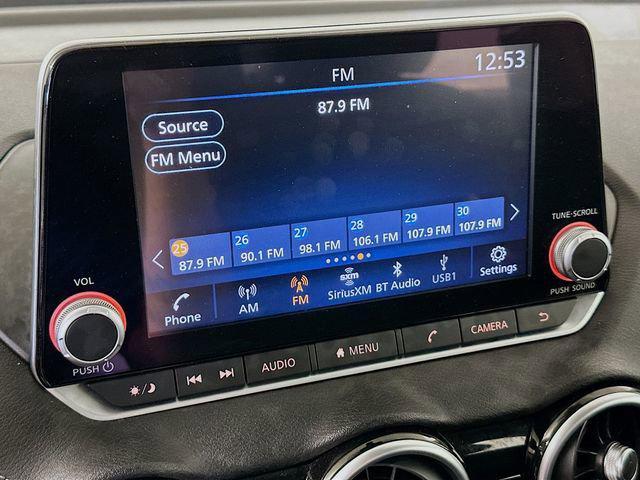 FM
12:53
87.9 FM
Source
FM Menu
25
87.9 FM
26
90.1 FM
27
98.1 FM
28
106.1 FM
29
107.9 FM
30
107.9 FM
Phone
AM
FM
sxm
SiriusXM
BT Audio
USB1
Settings
VOL
PUSH
TUNE·SCROLL
PUSH SOUND
AUDIO
MENU
CAMERA